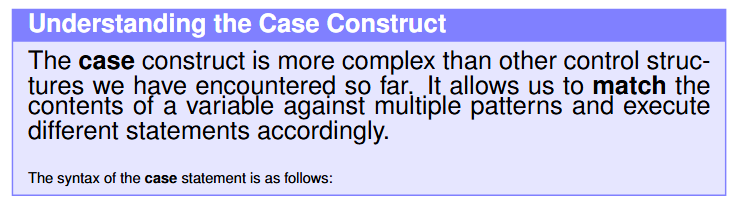 Understanding the Case Construct
The case construct is more complex than other control struc-
tures we have encountered so far. It allows us to match the
contents of a variable against multiple patterns and execute
different statements accordingly.
The syntax of the case statement is as follows: